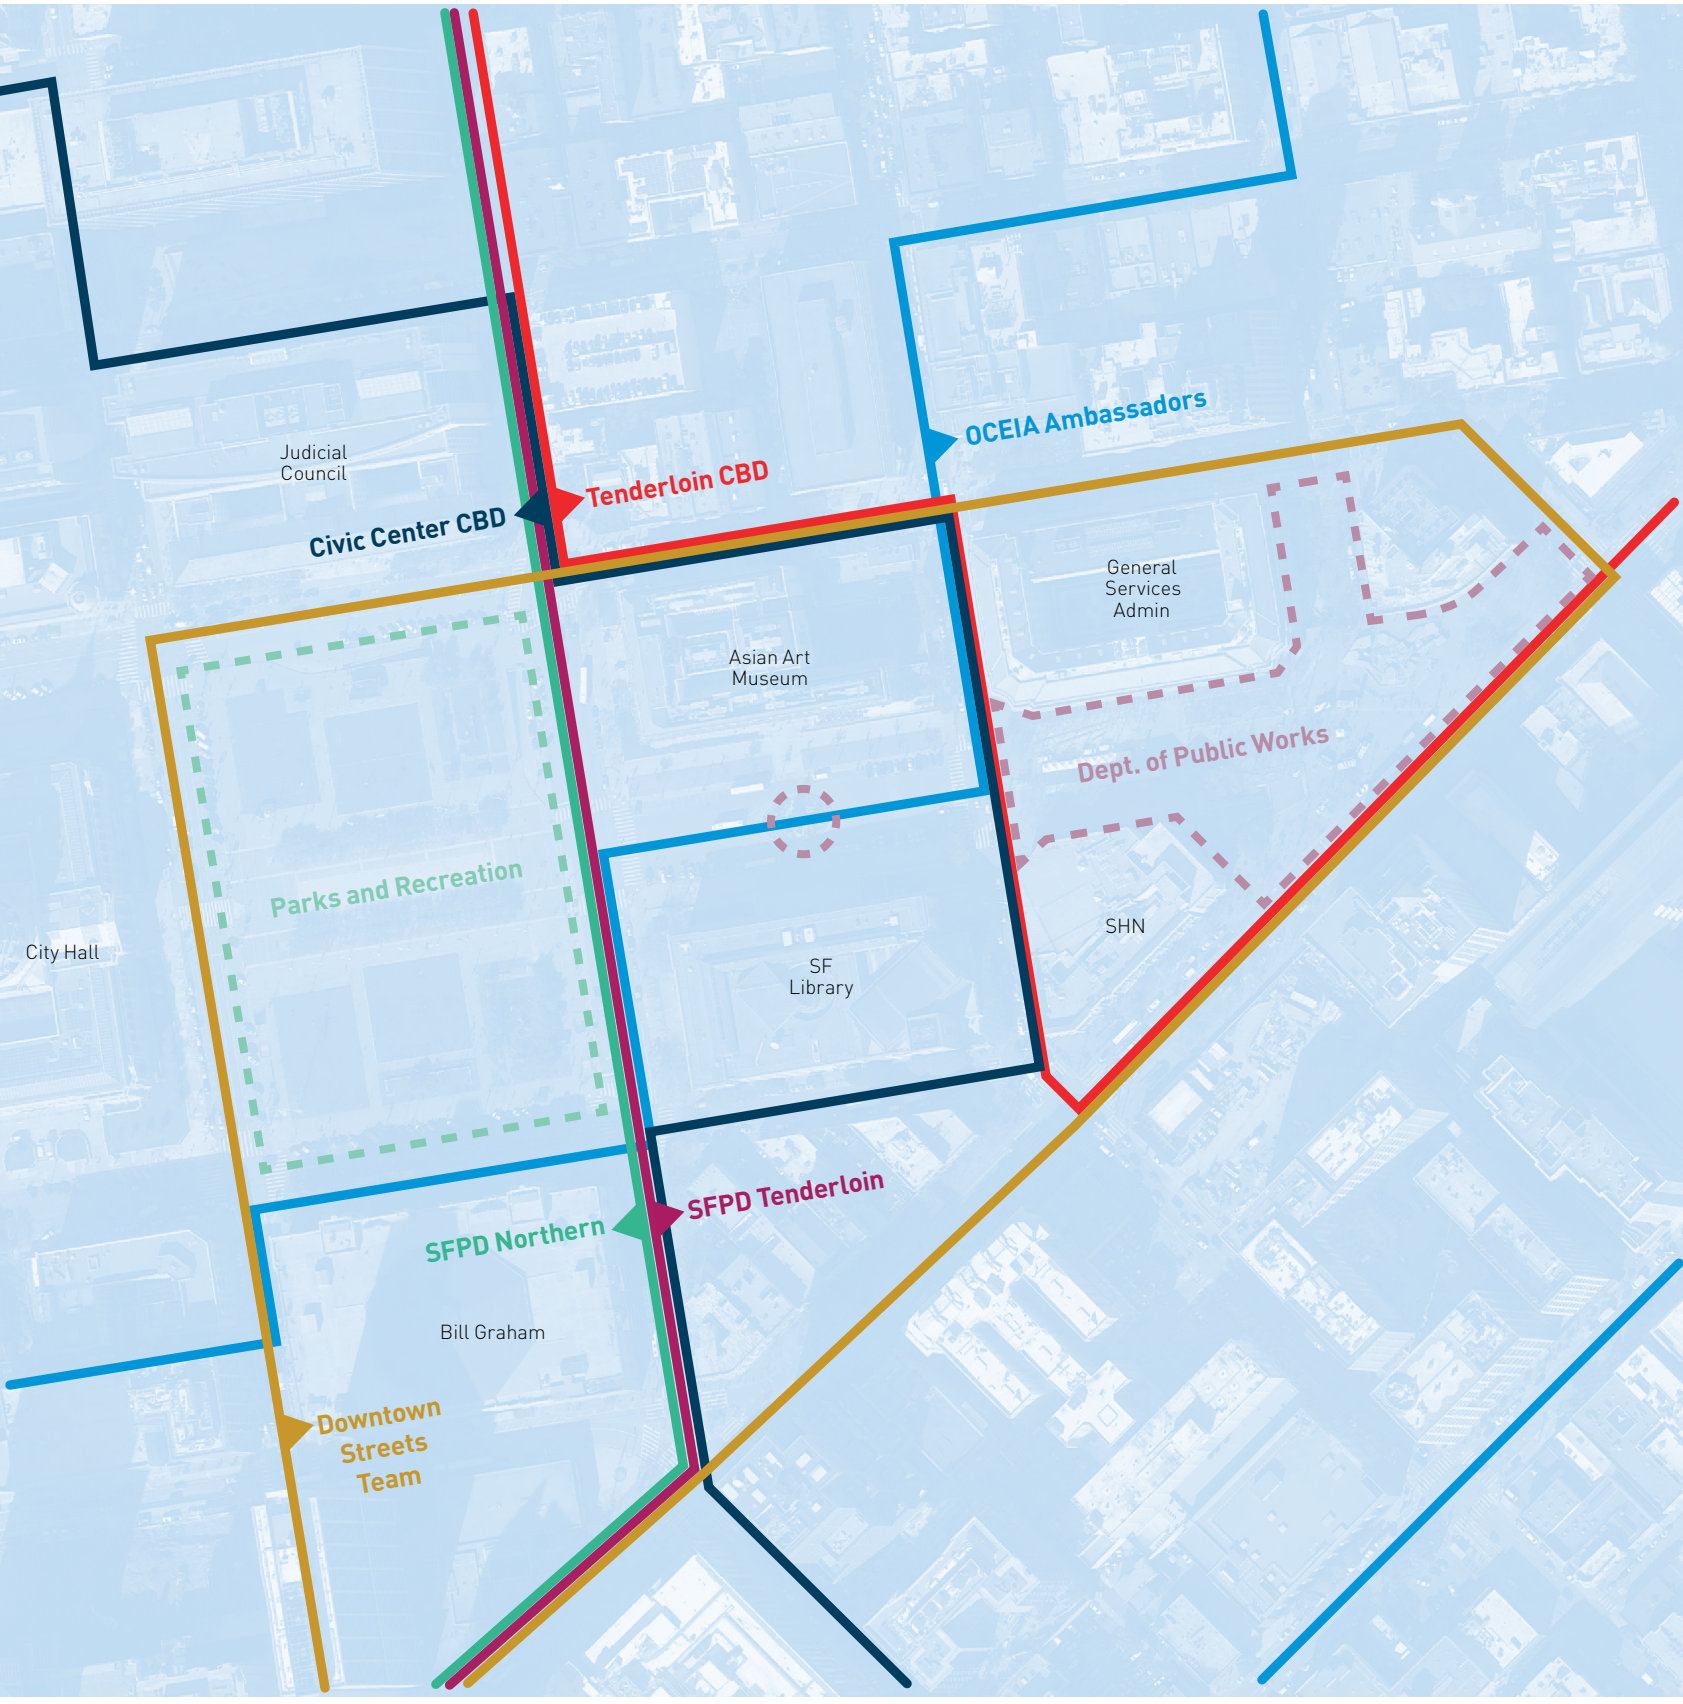 OCEIA Ambassadors
Judicial
Council
Tenderloin CBD
Civic Center CBD
General
Services
Admin
Asian Art
Museum
Dept. of Public Works
Parks and Recreation
City Hall
SHN
SF
Library
SFPD Tenderloin
SFPD Northern
Bill Graham
Downtown
Streets
Team